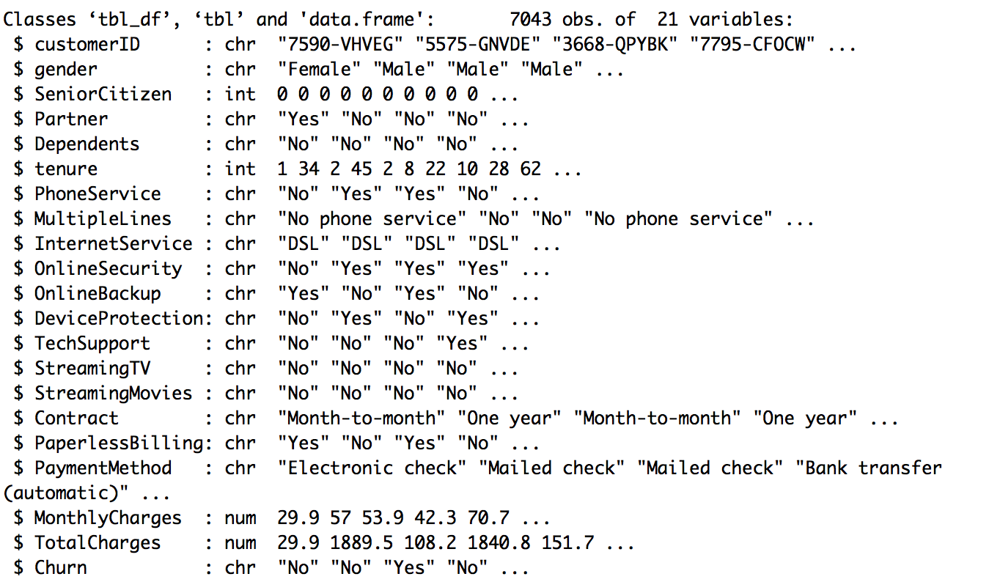 Classes ‘tbl_df’, ‘tbl’ and 'data.frame':	7043 obs. of  21 variables:
 $ customerID      : chr  "7590-VHVEG" "5575-GNVDE" "3668-QPYBK" "7795-CFOCW" ...
 $ gender          : chr  "Female" "Male" "Male" "Male" ...
 $ SeniorCitizen   : int  0 0 0 0 0 0 0 0 0 0 ...
 $ Partner         : chr  "Yes" "No" "No" "No" ...
 $ Dependents      : chr  "No" "No" "No" "No" ...
 $ tenure          : int  1 34 2 45 2 8 22 10 28 62 ...
 $ PhoneService    : chr  "No" "Yes" "Yes" "No" ...
 $ MultipleLines   : chr  "No phone service" "No" "No" "No phone service" ...
 $ InternetService : chr  "DSL" "DSL" "DSL" "DSL" ...
 $ OnlineSecurity  : chr  "No" "Yes" "Yes" "Yes" ...
 $ OnlineBackup    : chr  "Yes" "No" "Yes" "No" ...
 $ DeviceProtection: chr  "No" "Yes" "No" "Yes" ...
 $ TechSupport     : chr  "No" "No" "No" "Yes" ...
 $ StreamingTV     : chr  "No" "No" "No" "No" ...
 $ StreamingMovies : chr  "No" "No" "No" "No" ...
 $ Contract        : chr  "Month-to-month" "One year" "Month-to-month" "One year" ...
 $ PaperlessBilling: chr  "Yes" "No" "Yes" "No" ...
 $ PaymentMethod   : chr  "Electronic check" "Mailed check" "Mailed check" "Bank transfer
(automatic)" ...
 $ MonthlyCharges  : num  29.9 57 53.9 42.3 70.7 ...
 $ TotalCharges    : num  29.9 1889.5 108.2 1840.8 151.7 ...
 $ Churn           : chr  "No" "No" "Yes" "No" ...